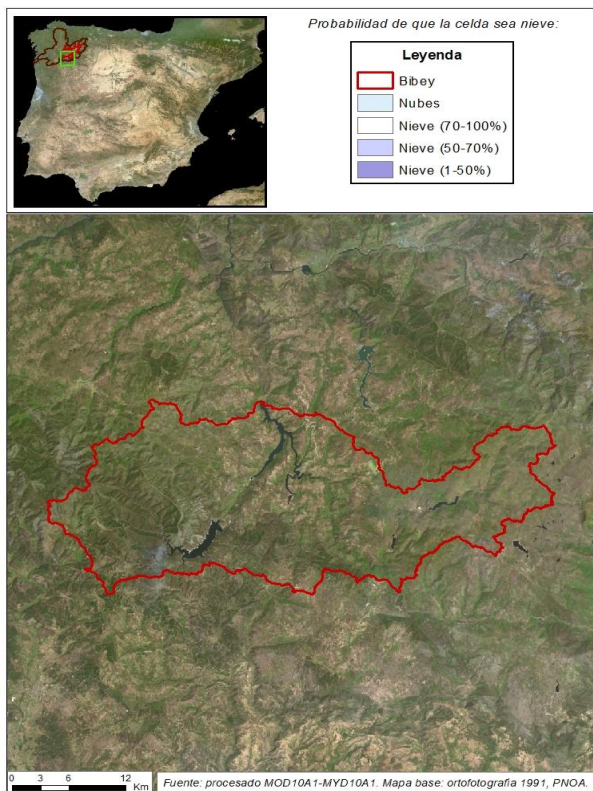 Probabilidad de que la celda sea nieve:
Leyenda
Bibey
Nubes
Nieve (70-100%)
Nieve (50-70%)
Nieve (1-50%)
0 3 6 12
Km
Fuente: procesado MOD10A1-MYD10A1. Mapa base: ortofotografia 1991, PNOA.